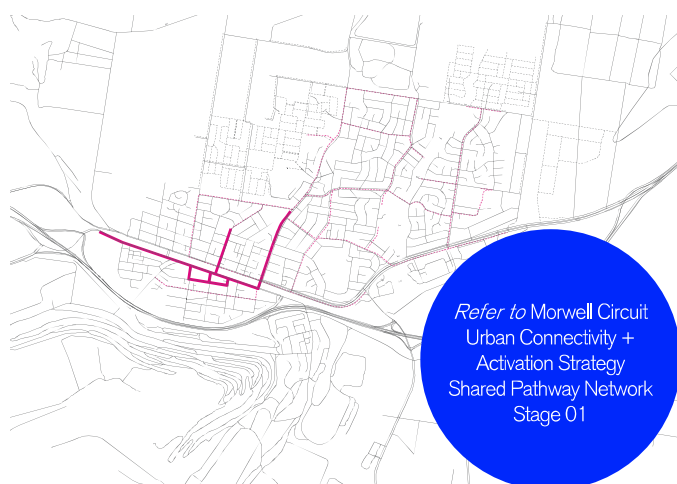 Refer to Morwell Circuit
Urban Connectivity +
Activation Strategy
Shared Pathway Network
Stage 01